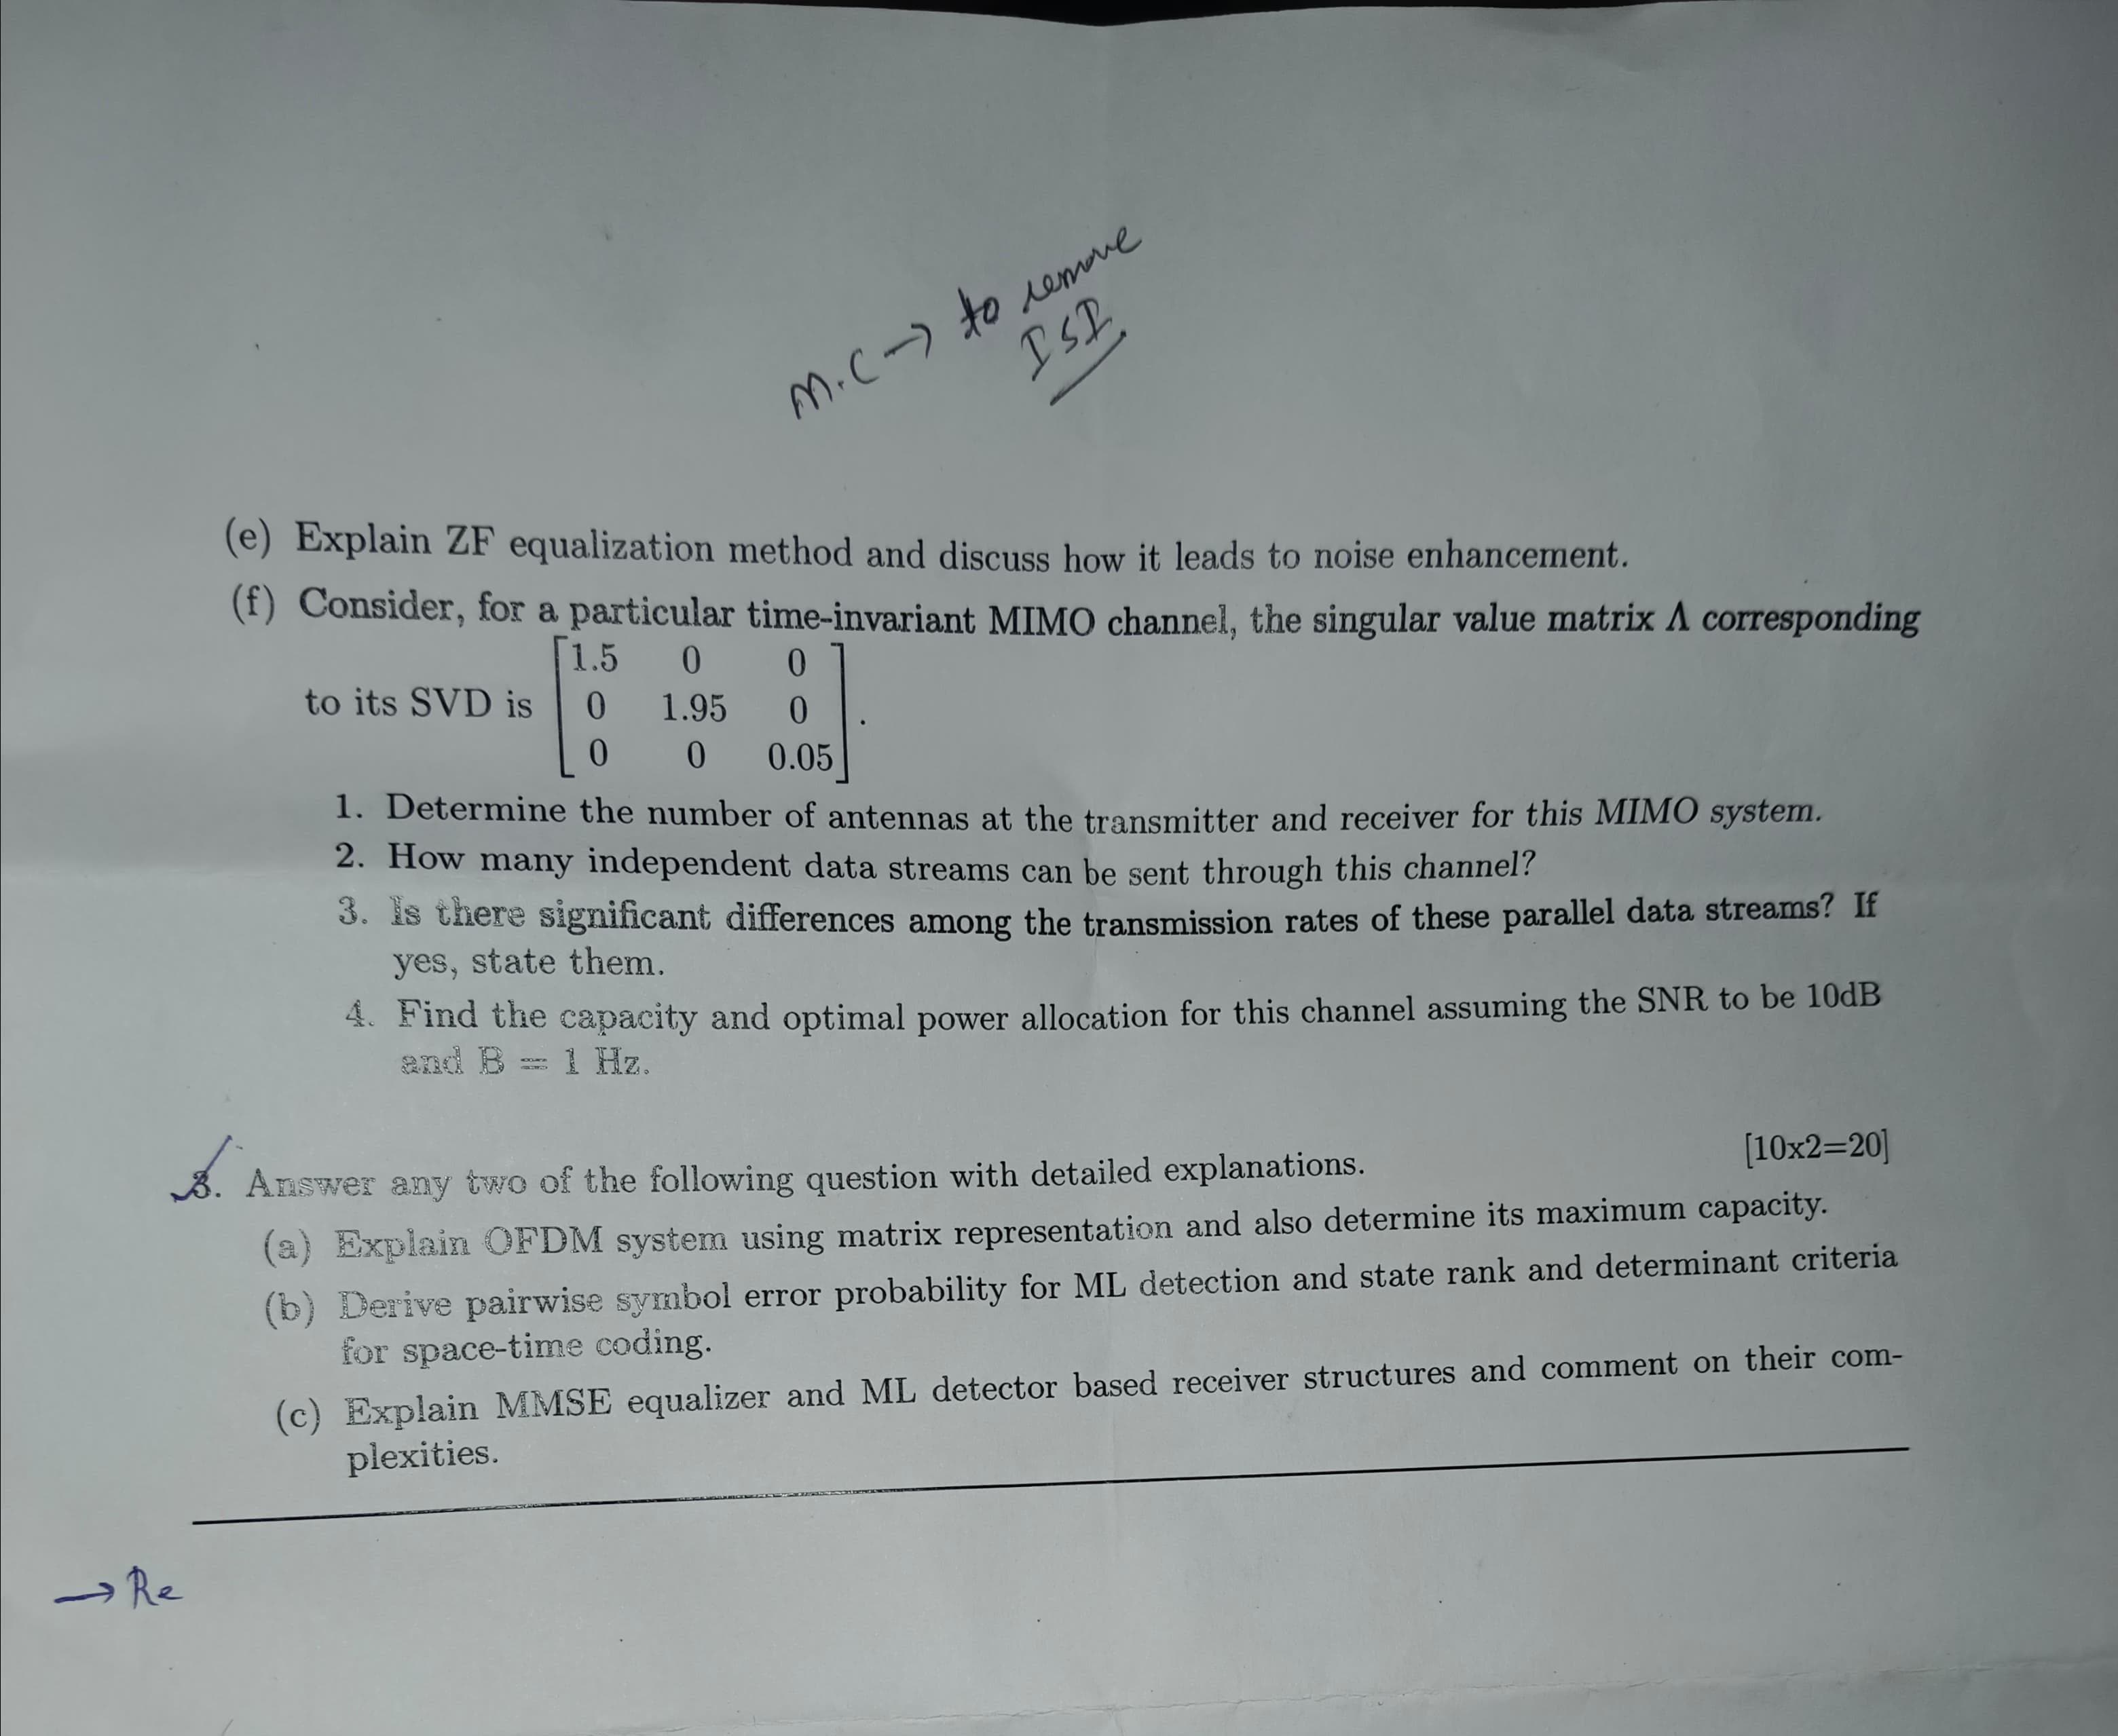 M.C → to remove
ISI.
(e) Explain ZF equalization method and discuss how it leads to noise enhancement.
(f) Consider, for a particular time-invariant MIMO channel, the singular value matrix Λ corresponding
to its SVD is
1.5 0 0
0 1.95 0
0 0 0.05
.
1. Determine the number of antennas at the transmitter and receiver for this MIMO system.
2. How many independent data streams can be sent through this channel?
3. Is there significant differences among the transmission rates of these parallel data streams? If
yes, state them.
4. Find the capacity and optimal power allocation for this channel assuming the SNR to be 10dB
and B = 1 Hz.
3. Answer any two of the following question with detailed explanations. [10x2=20]
(a) Explain OFDM system using matrix representation and also determine its maximum capacity.
(b) Derive pairwise symbol error probability for ML detection and state rank and determinant criteria
for space-time coding.
(c) Explain MMSE equalizer and ML detector based receiver structures and comment on their com-
plexities.
→ Re